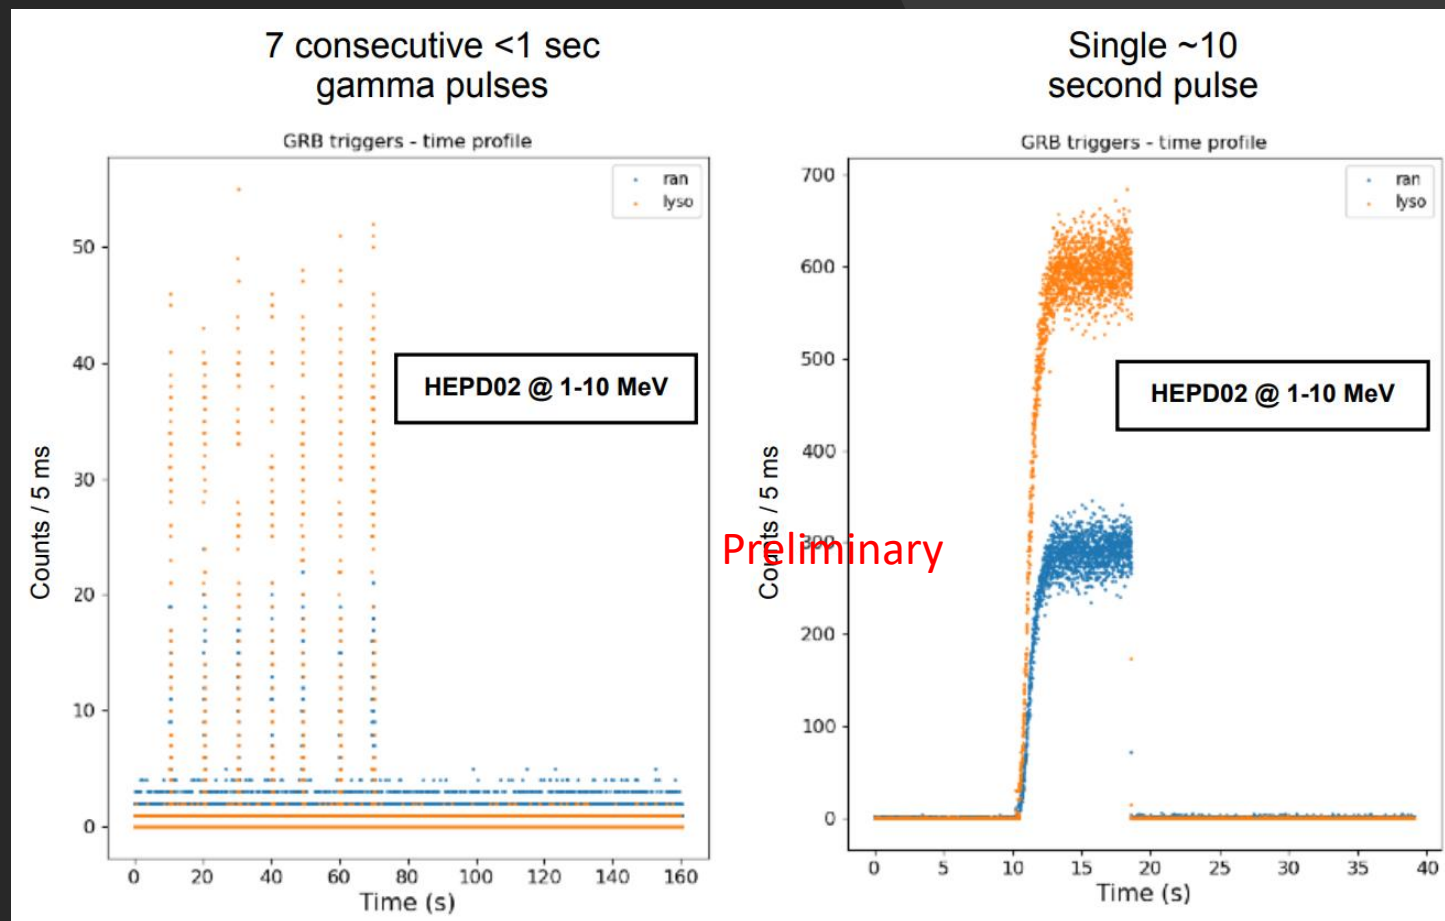 7 consecutive <1 sec
gamma pulses
GRB triggers - time profile
ran
lyso
HEPD02 @ 1-10 MeV
Counts / 5 ms
50
40
30
20
10
0
0 20 40 60 80 100 120 140 160
Time (s)
Single ~10
second pulse
GRB triggers - time profile
ran
lyso
HEPD02 @ 1-10 MeV
Counts / 5 ms
700
600
500
400
300
200
100
0
0 5 10 15 20 25 30 35 40
Time (s)
Preliminary